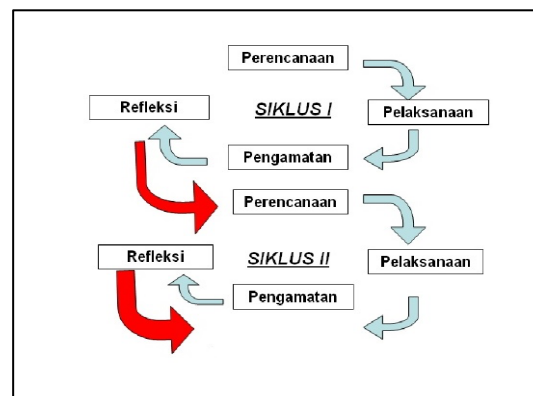 Perencanaan
Refleksi
SIKLUS I
Pelaksanaan
Pengamatan
Perencanaan
Refleksi
SIKLUS II
Pelaksanaan
Pengamatan